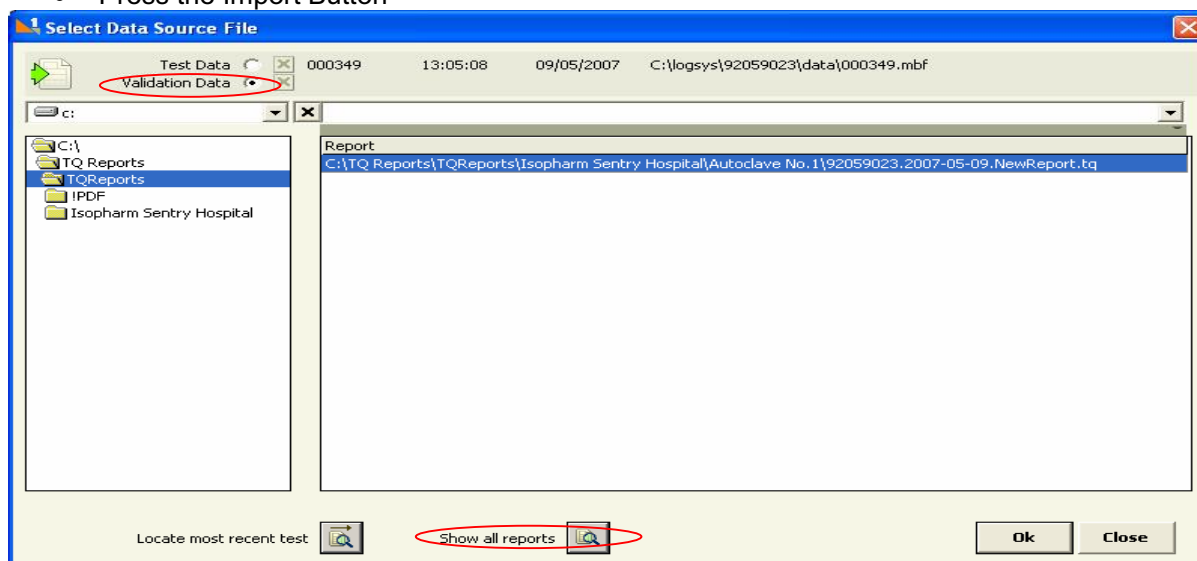 • Press the Import Button
Select Data Source File
Test Data 000349 13:05:08 09/05/2007 C:\logsys\92059023\data\000349.mbf
Validation Data
c:
C:\
TQ Reports
TQReports
!PDF
Isopharm Sentry Hospital
Report
C:\TQ Reports\TQReports\Isopharm Sentry Hospital\Autoclave No.1\92059023.2007-05-09.NewReport.tq
Locate most recent test Show all reports Ok Close